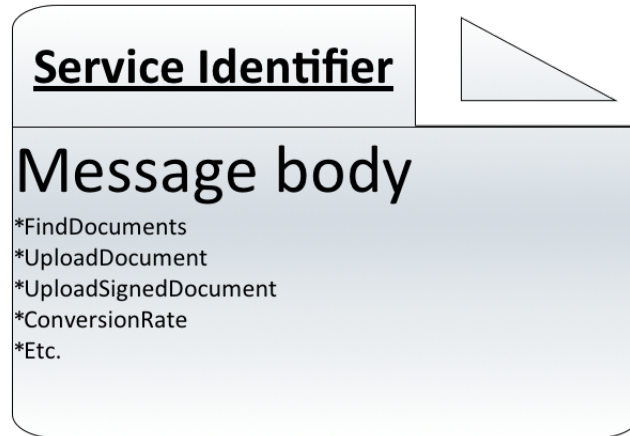 Service Identifier
Message body
*FindDocuments
*UploadDocument
*UploadSignedDocument
*ConversionRate
*Etc.